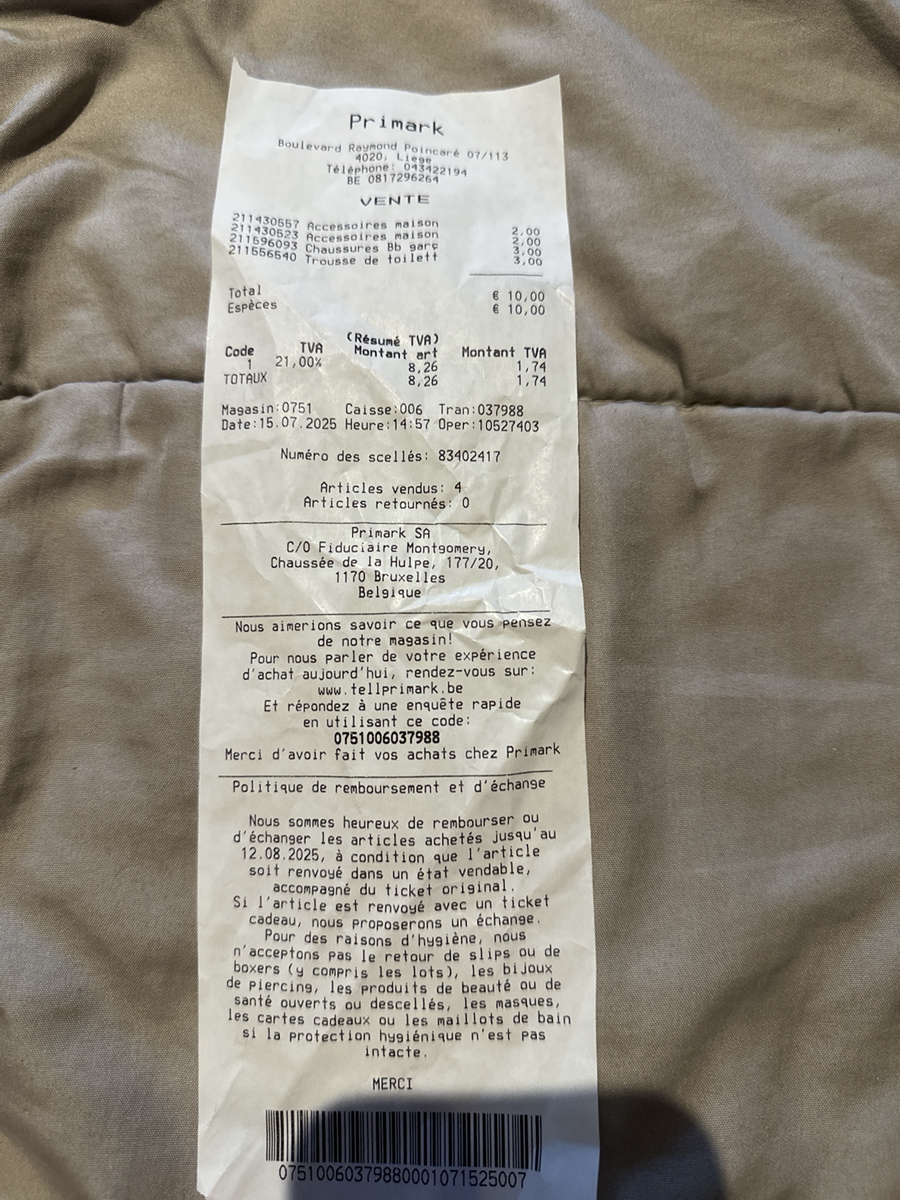 Primark
Boulevard Raymond Poincaré 07/113
4020, Liege
Téléphone: 043422194
BE 0817296264
VENTE
211430557 Accessoires maison 2,00
211430523 Accessoires maison 2,00
211596093 Chaussures Bb garç 3,00
211556540 Trousse de toilett 3,00
Total € 10,00
Espèces € 10,00
(Résumé TVA)
Code TVA Montant art Montant TVA
1 21,00% 8,26 1,74
TOTAUX 8,26 1,74
Magasin:0751 Caisse:006 Tran:037988
Date:15.07.2025 Heure:14:57 Oper:10527403
Numéro des scellés: 83402417
Articles vendus: 4
Articles retournés: 0
Primark SA
C/O Fiduciaire Montgomery,
Chaussée de la Hulpe, 177/20,
1170 Bruxelles
Belgique
Nous aimerions savoir ce que vous pensez
de notre magasin!
Pour nous parler de votre expérience
d'achat aujourd'hui, rendez-vous sur:
www.tellprimark.be
Et répondez à une enquête rapide
en utilisant ce code:
0751006037988
Merci d'avoir fait vos achats chez Primark
Politique de remboursement et d'échange
Nous sommes heureux de rembourser ou
d'échanger les articles achetés jusqu'au
12.08.2025, à condition que l'article
soit renvoyé dans un état vendable,
accompagné du ticket original.
Si l'article est renvoyé avec un ticket
cadeau, nous proposerons un échange.
Pour des raisons d'hygiène, nous
n'acceptons pas le retour de slips ou de
boxers (y compris les lots), les bijoux
de piercing, les produits de beauté ou de
santé ouverts ou descellés, les masques,
les cartes cadeaux ou les maillots de bain
si la protection hygiénique n'est pas
intacte.
MERCI
07510060379880001071525007